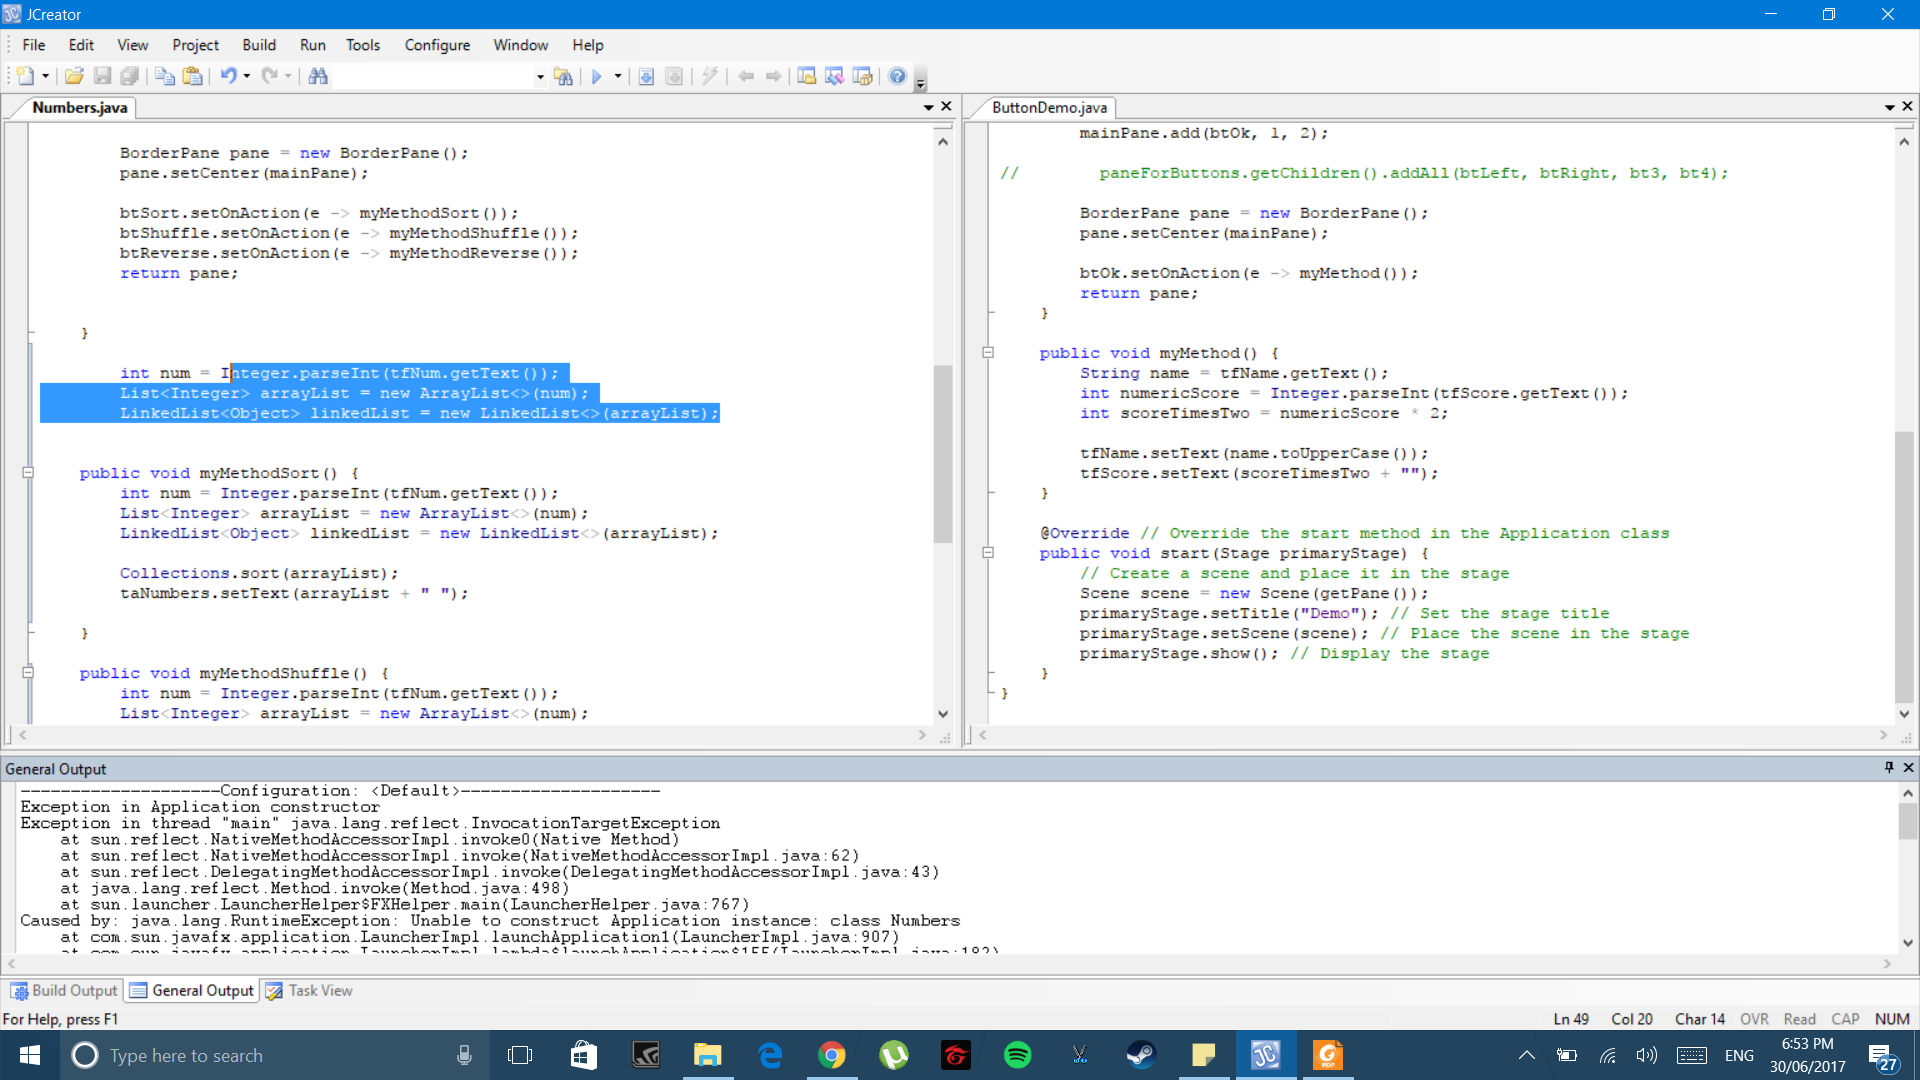 JCreator
File Edit View Project Build Run Tools Configure Window Help
Numbers.java
BorderPane pane = new BorderPane();
pane.setCenter(mainPane);
btSort.setOnAction(e -> myMethodSort());
btShuffle.setOnAction(e -> myMethodShuffle());
btReverse.setOnAction(e -> myMethodReverse());
return pane;
}
int num = Integer.parseInt(tfNum.getText());
List<Integer> arrayList = new ArrayList<>(num);
LinkedList<Object> linkedList = new LinkedList<>(arrayList);
public void myMethodSort() {
int num = Integer.parseInt(tfNum.getText());
List<Integer> arrayList = new ArrayList<>(num);
LinkedList<Object> linkedList = new LinkedList<>(arrayList);
Collections.sort(arrayList);
taNumbers.setText(arrayList + " ");
}
public void myMethodShuffle() {
int num = Integer.parseInt(tfNum.getText());
List<Integer> arrayList = new ArrayList<>(num);
ButtonDemo.java
mainPane.add(btOk, 1, 2);
// paneForButtons.getChildren().addAll(btLeft, btRight, bt3, bt4);
BorderPane pane = new BorderPane();
pane.setCenter(mainPane);
btOk.setOnAction(e -> myMethod());
return pane;
}
public void myMethod() {
String name = tfName.getText();
int numericScore = Integer.parseInt(tfScore.getText());
int scoreTimesTwo = numericScore * 2;
tfName.setText(name.toUpperCase());
tfScore.setText(scoreTimesTwo + "");
}
@Override // Override the start method in the Application class
public void start(Stage primaryStage) {
// Create a scene and place it in the stage
Scene scene = new Scene(getPane());
primaryStage.setTitle("Demo"); // Set the stage title
primaryStage.setScene(scene); // Place the scene in the stage
primaryStage.show(); // Display the stage
}
}
General Output
--------------------Configuration: <Default>--------------------
Exception in Application constructor
Exception in thread "main" java.lang.reflect.InvocationTargetException
at sun.reflect.NativeMethodAccessorImpl.invoke0(Native Method)
at sun.reflect.NativeMethodAccessorImpl.invoke(NativeMethodAccessorImpl.java:62)
at sun.reflect.DelegatingMethodAccessorImpl.invoke(DelegatingMethodAccessorImpl.java:43)
at java.lang.reflect.Method.invoke(Method.java:498)
at sun.launcher.LauncherHelper$FXHelper.main(LauncherHelper.java:767)
Caused by: java.lang.RuntimeException: Unable to construct Application instance: class Numbers
at com.sun.javafx.application.LauncherImpl.launchApplication1(LauncherImpl.java:907)
at com.sun.javafx.application.LauncherImpl.lambda$launchApplication$155(LauncherImpl.java:182)
Build Output General Output Task View
For Help, press F1
Ln 49 Col 20 Char 14 OVR Read CAP NUM
Type here to search
ENG
6:53 PM
30/06/2017
27